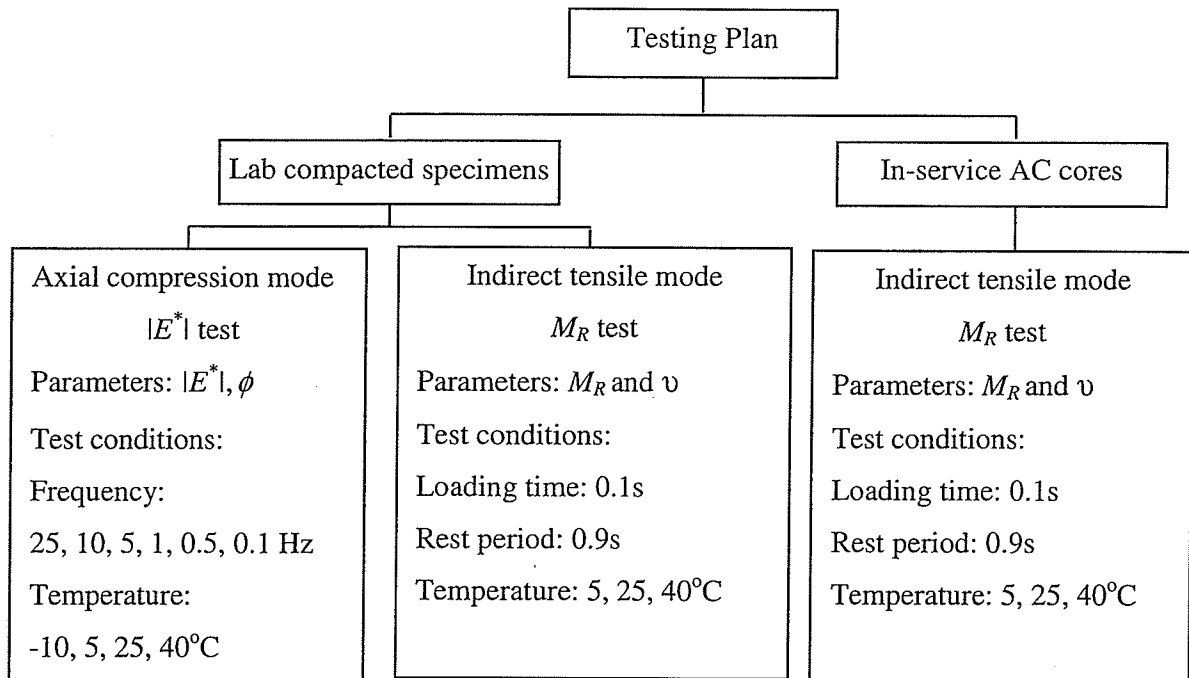 Testing Plan
Lab compacted specimens
In-service AC cores
Axial compression mode
|E*| test
Parameters: |E*|, ϕ
Test conditions:
Frequency:
25, 10, 5, 1, 0.5, 0.1 Hz
Temperature:
-10, 5, 25, 40°C
Indirect tensile mode
M_R test
Parameters: M_R and υ
Test conditions:
Loading time: 0.1s
Rest period: 0.9s
Temperature: 5, 25, 40°C
Indirect tensile mode
M_R test
Parameters: M_R and υ
Test conditions:
Loading time: 0.1s
Rest period: 0.9s
Temperature: 5, 25, 40°C